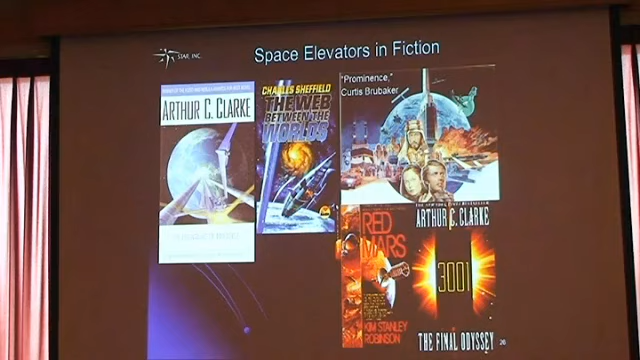 STAR, INC.
Space Elevators in Fiction
ARTHUR C. CLARKE
CHARLES SHEFFIELD
THE WEB
BETWEEN THE
WORLDS
"Prominence,"
Curtis Brubaker
RED
MARS
KIM STANLEY
ROBINSON
ARTHUR C. CLARKE
3001
THE FINAL ODYSSEY
26